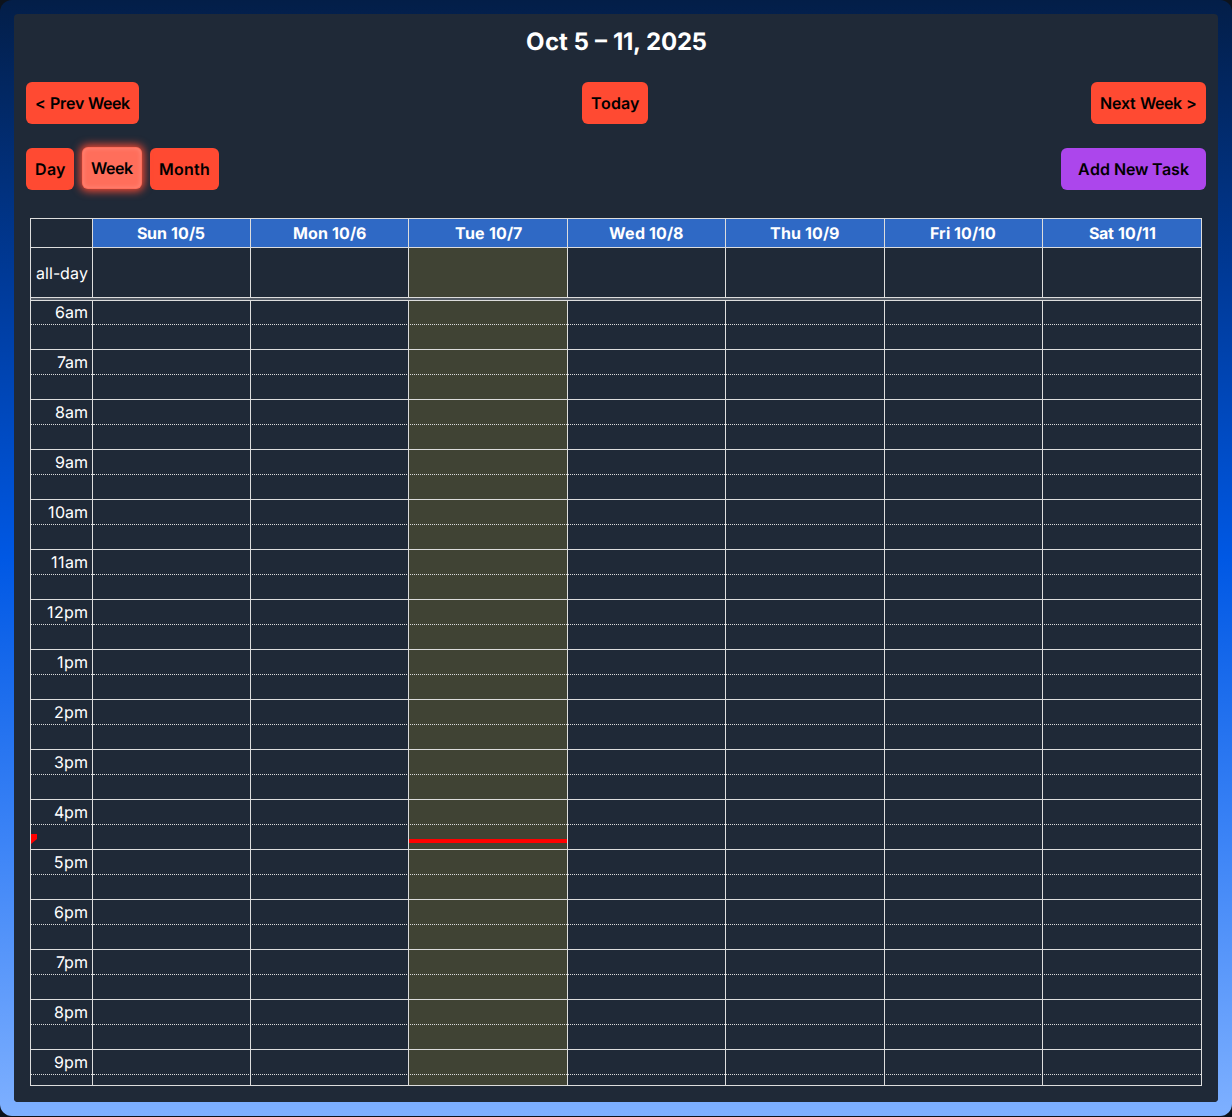 Oct 5 – 11, 2025
< Prev Week
Today
Next Week >
Day
Week
Month
Add New Task
Sun 10/5
Mon 10/6
Tue 10/7
Wed 10/8
Thu 10/9
Fri 10/10
Sat 10/11
all-day
6am
7am
8am
9am
10am
11am
12pm
1pm
2pm
3pm
4pm
5pm
6pm
7pm
8pm
9pm